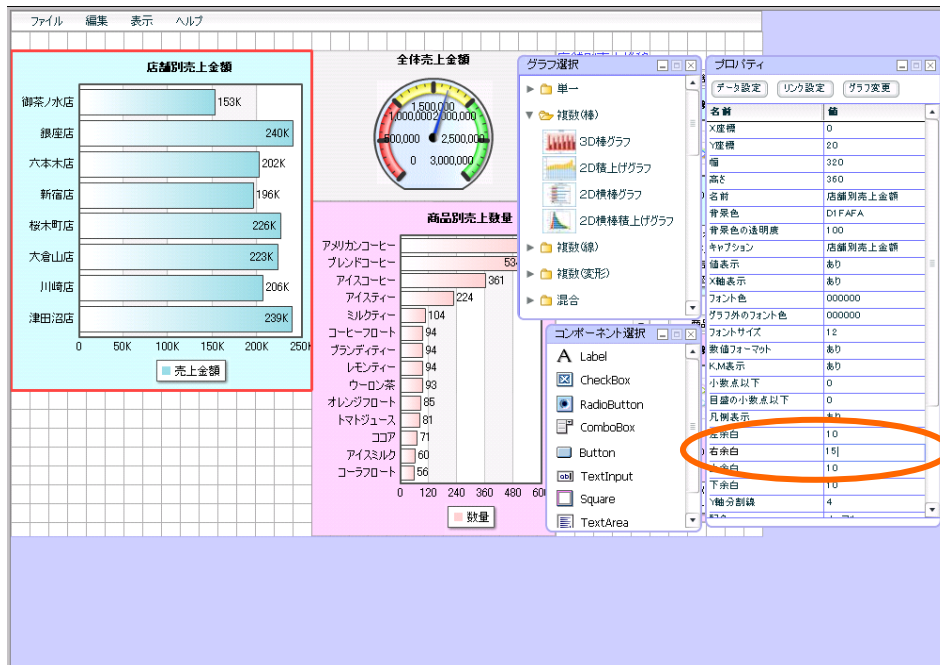 ファイル 編集 表示 ヘルプ
店舗別売上金額
御茶ノ水店 153K
銀座店 240K
六本木店 202K
新宿店 196K
桜木町店 226K
大倉山店 223K
川崎店 206K
津田沼店 239K
0 50K 100K 150K 200K 250K
売上金額
全体売上金額
1,500,000
1,000,000 2,000,000
500,000 2,500,000
0 3,000,000
商品別売上数量
アメリカンコーヒー
ブレンドコーヒー 534
アイスコーヒー 361
アイスティー 224
ミルクティー 104
コーヒーフロート 94
ブランディティー 94
レモンティー 94
ウーロン茶 93
オレンジフロート 85
トマトジュース 81
ココア 71
アイスミルク 60
コーラフロート 56
0 120 240 360 480
数量
グラフ選択
単一
複数(棒)
3D棒グラフ
2D積上げグラフ
2D横棒グラフ
2D横棒積上げグラフ
複数(線)
複数(変形)
混合
コンポーネント選択
A Label
CheckBox
RadioButton
ComboBox
Button
abl TextInput
Square
TextArea
プロパティ
データ設定 リンク設定 グラフ変更
名前 値
X座標 0
Y座標 20
幅 320
高さ 360
名前 店舗別売上金額
背景色 D1FAFA
背景色の透明度 100
キャプション 店舗別売上金額
値表示 あり
X軸表示 あり
フォント色 000000
グラフ外のフォント色 000000
フォントサイズ 12
数値フォーマット あり
K,M表示 あり
小数点以下 0
目盛の小数点以下 0
凡例表示 あり
左余白 10
右余白 15
上余白 10
下余白 10
Y軸分割線 4